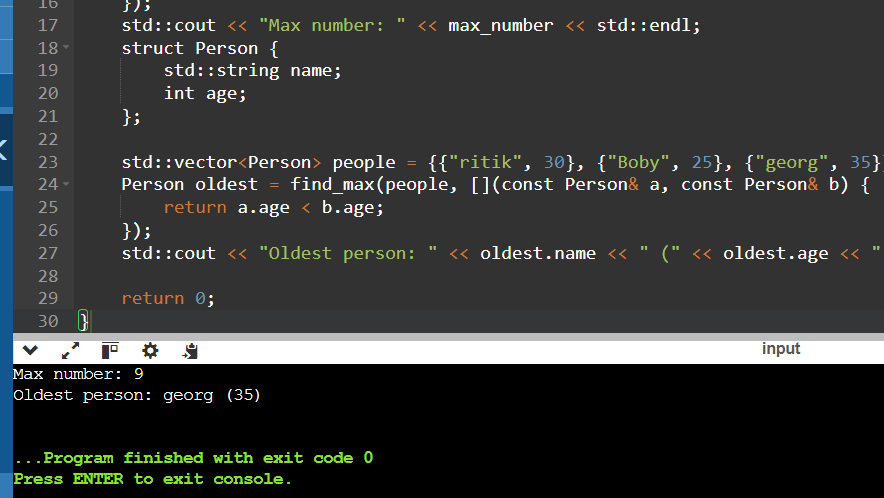 16 });
17 std::cout << "Max number: " << max_number << std::endl;
18 struct Person {
19 std::string name;
20 int age;
21 };
22
23 std::vector<Person> people = {{"ritik", 30}, {"Boby", 25}, {"georg", 35}
24 Person oldest = find_max(people, [](const Person& a, const Person& b) {
25 return a.age < b.age;
26 });
27 std::cout << "Oldest person: " << oldest.name << " (" << oldest.age << "
28
29 return 0;
30 }
input
Max number: 9
Oldest person: georg (35)
...Program finished with exit code 0
Press ENTER to exit console.